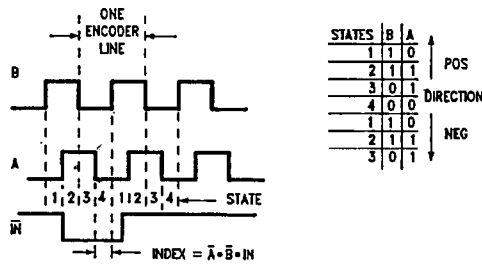 ONE
ENCODER
LINE
B
A
1 2 3 4 1 2 3 4 STATE
I̅N̅
INDEX = A̅•B̅•IN
STATES B A
1 1 0
2 1 1
3 0 1
4 0 0
1 1 0
2 1 1
3 0 1
POS
DIRECTION
NEG